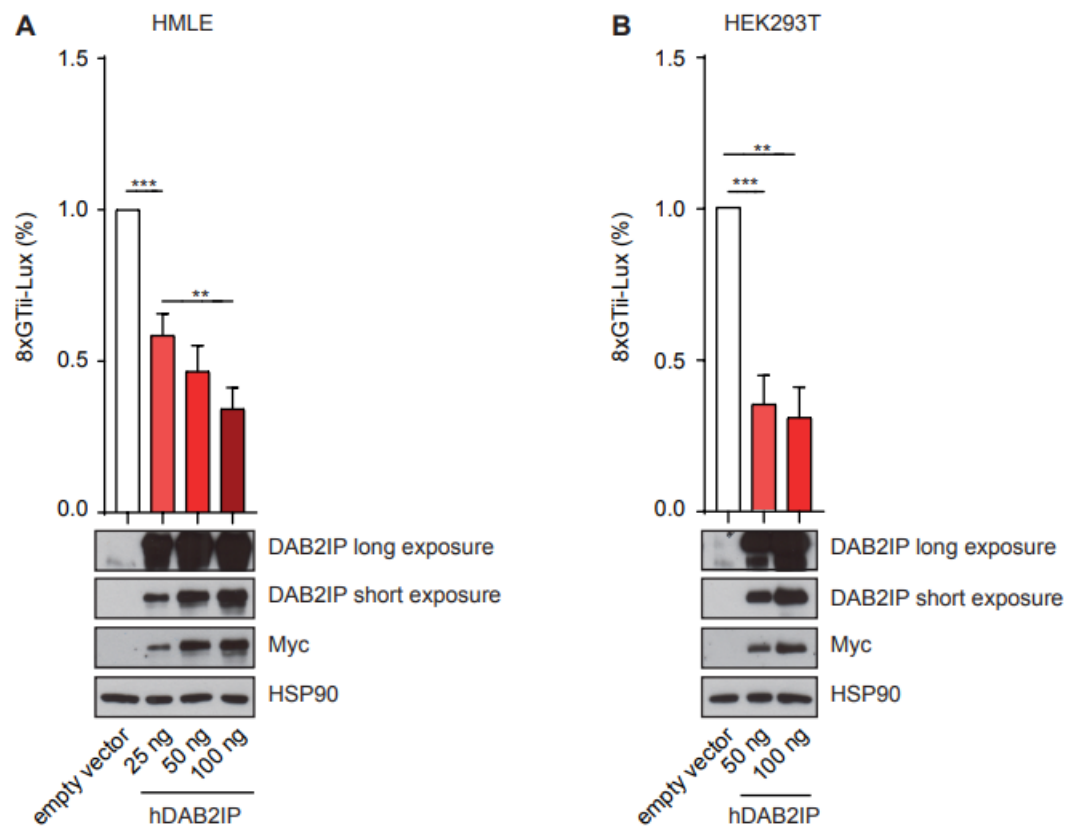 A
HMLE
1.5
1.0
0.5
0.0
8xGTii-Lux (%)
***
**
DAB2IP long exposure
DAB2IP short exposure
Myc
HSP90
empty vector
25 ng
50 ng
100 ng
hDAB2IP
B
HEK293T
1.5
1.0
0.5
0.0
8xGTii-Lux (%)
**
***
DAB2IP long exposure
DAB2IP short exposure
Myc
HSP90
empty vector
50 ng
100 ng
hDAB2IP